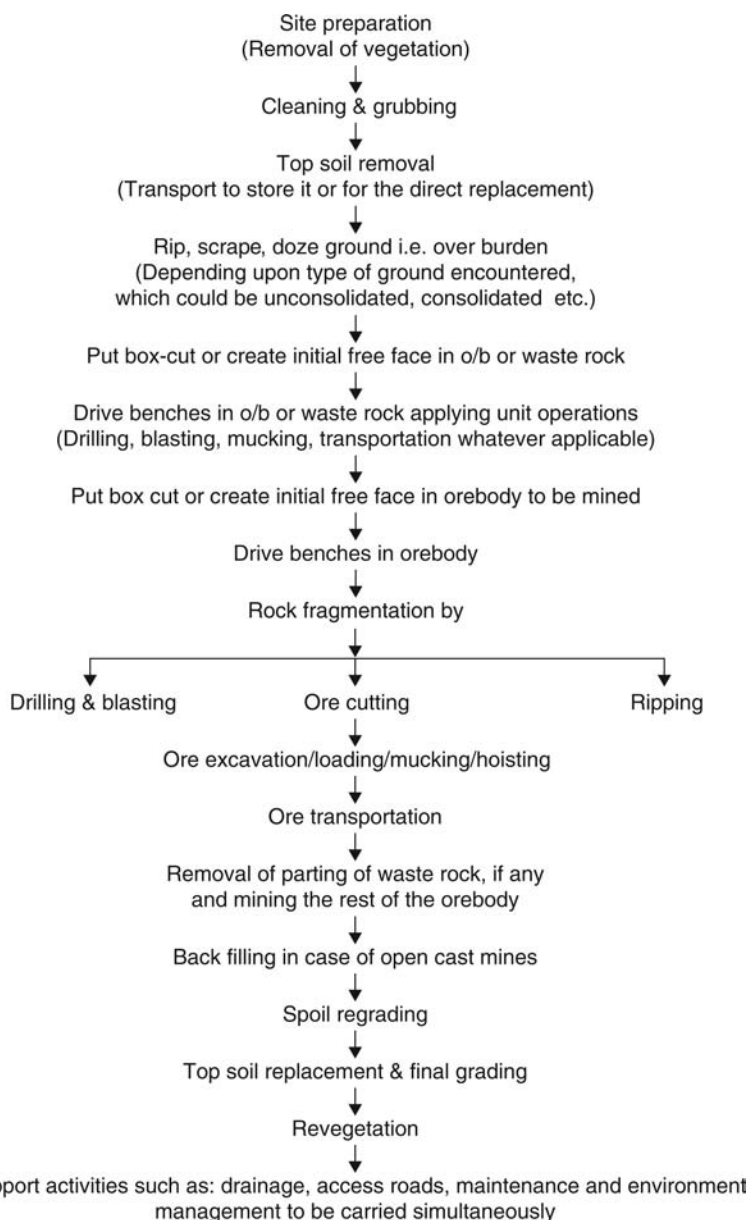 Site preparation
(Removal of vegetation)
Cleaning & grubbing
Top soil removal
(Transport to store it or for the direct replacement)
Rip, scrape, doze ground i.e. over burden
(Depending upon type of ground encountered,
which could be unconsolidated, consolidated etc.)
Put box-cut or create initial free face in o/b or waste rock
Drive benches in o/b or waste rock applying unit operations
(Drilling, blasting, mucking, transportation whatever applicable)
Put box cut or create initial free face in orebody to be mined
Drive benches in orebody
Rock fragmentation by
Drilling & blasting Ore cutting Ripping
Ore excavation/loading/mucking/hoisting
Ore transportation
Removal of parting of waste rock, if any
and mining the rest of the orebody
Back filling in case of open cast mines
Spoil regrading
Top soil replacement & final grading
Revegetation
port activities such as: drainage, access roads, maintenance and environment
management to be carried simultaneously